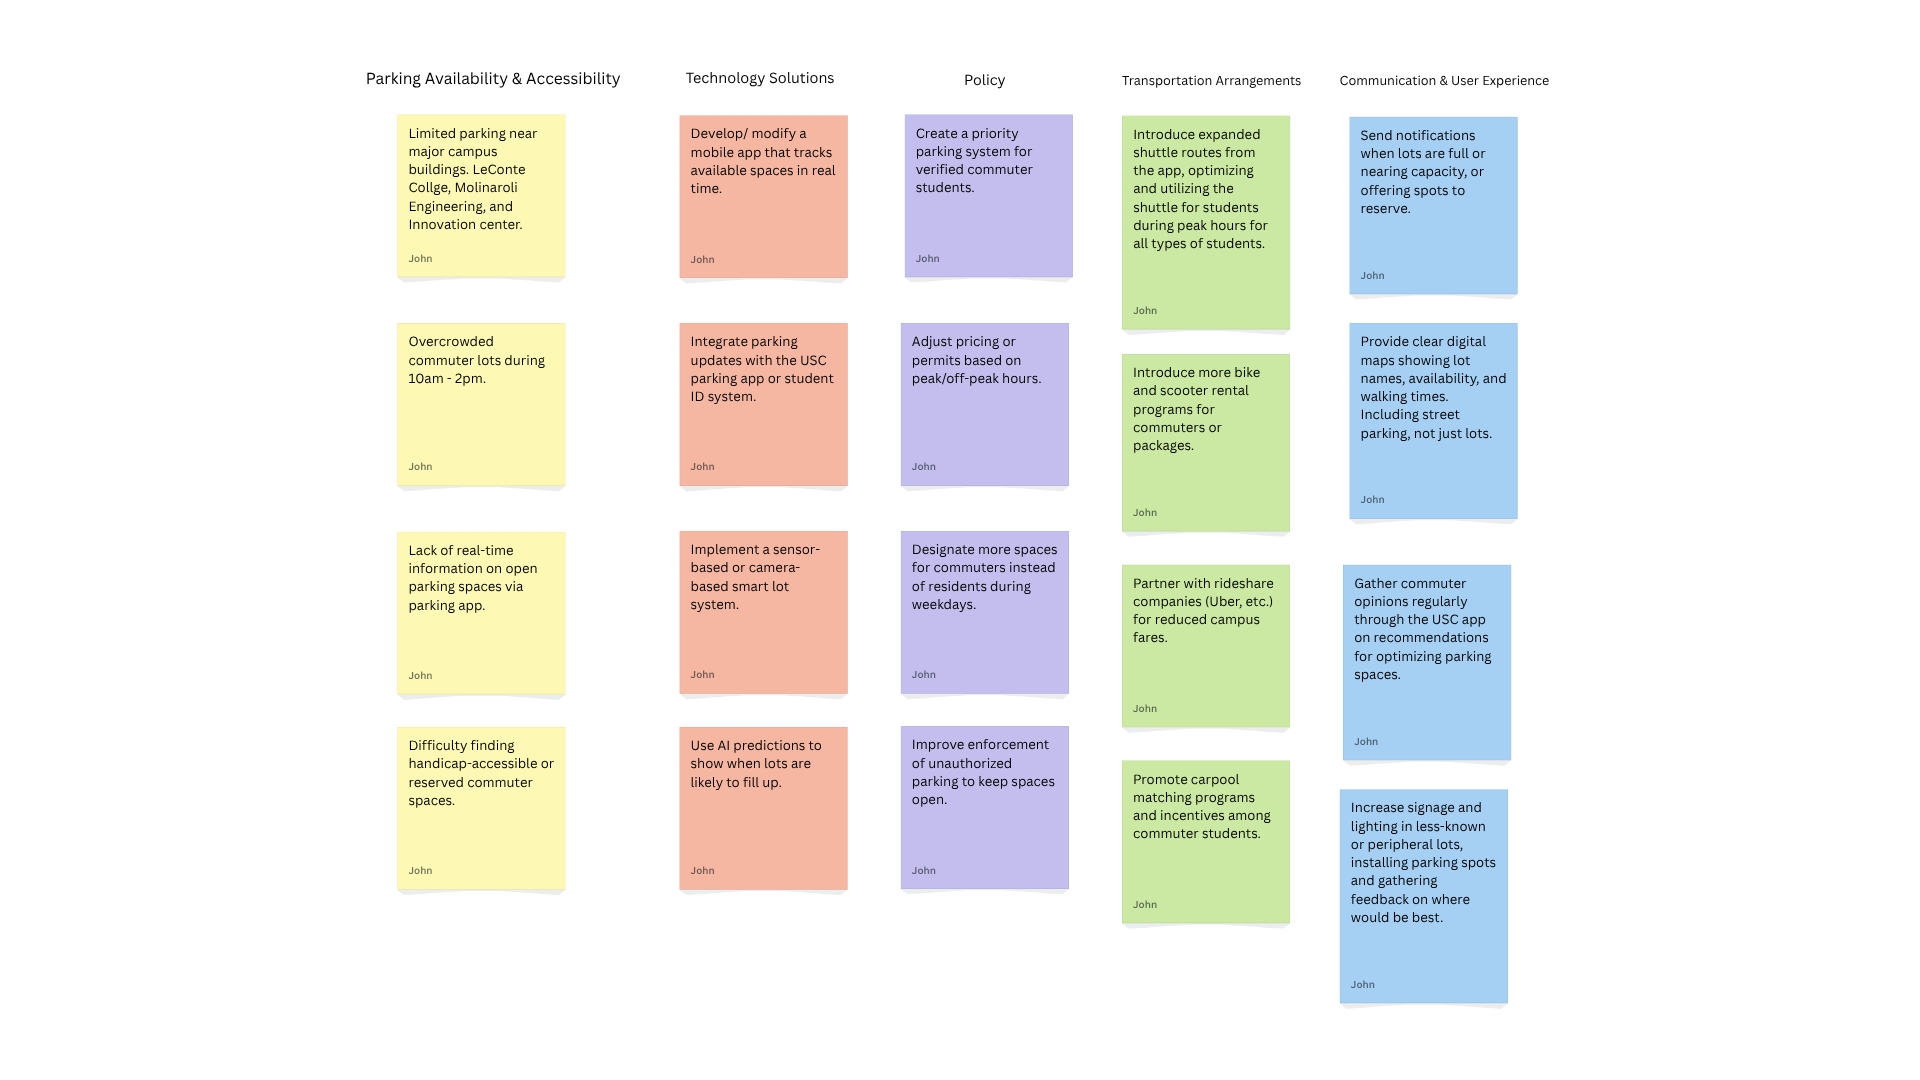 Parking Availability & Accessibility
Limited parking near
major campus
buildings. LeConte
Collge, Molinaroli
Engineering, and
Innovation center.
John
Overcrowded
commuter lots during
10am - 2pm.
John
Lack of real-time
information on open
parking spaces via
parking app.
John
Difficulty finding
handicap-accessible or
reserved commuter
spaces.
John
Technology Solutions
Develop/ modify a
mobile app that tracks
available spaces in real
time.
John
Integrate parking
updates with the USC
parking app or student
ID system.
John
Implement a sensor-
based or camera-
based smart lot
system.
John
Use AI predictions to
show when lots are
likely to fill up.
John
Policy
Create a priority
parking system for
verified commuter
students.
John
Adjust pricing or
permits based on
peak/off-peak hours.
John
Designate more spaces
for commuters instead
of residents during
weekdays.
John
Improve enforcement
of unauthorized
parking to keep spaces
open.
John
Transportation Arrangements
Introduce expanded
shuttle routes from
the app, optimizing
and utilizing the
shuttle for students
during peak hours for
all types of students.
John
Introduce more bike
and scooter rental
programs for
commuters or
packages.
John
Partner with rideshare
companies (Uber, etc.)
for reduced campus
fares.
John
Promote carpool
matching programs
and incentives among
commuter students.
John
Communication & User Experience
Send notifications
when lots are full or
nearing capacity, or
offering spots to
reserve.
John
Provide clear digital
maps showing lot
names, availability, and
walking times.
Including street
parking, not just lots.
John
Gather commuter
opinions regularly
through the USC app
on recommendations
for optimizing parking
spaces.
John
Increase signage and
lighting in less-known
or peripheral lots,
installing parking spots
and gathering
feedback on where
would be best.
John